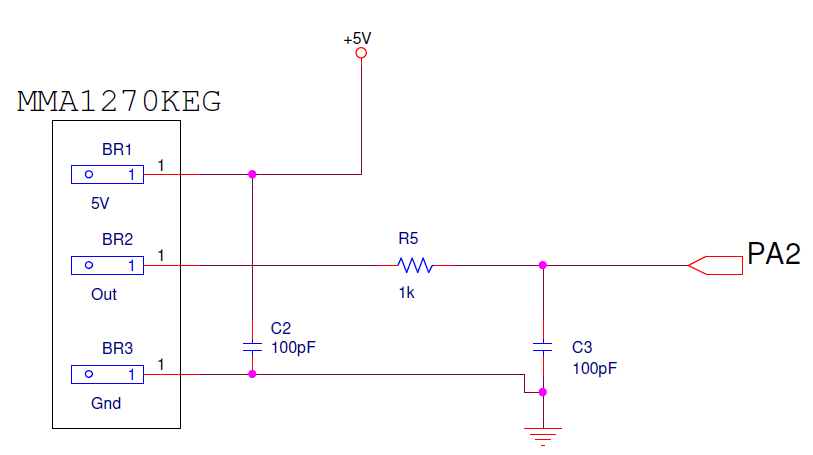 +5V
MMA1270KEG
BR1
1
1
5V
BR2
1
1
Out
R5
1k
PA2
C2
100pF
BR3
1
1
Gnd
C3
100pF